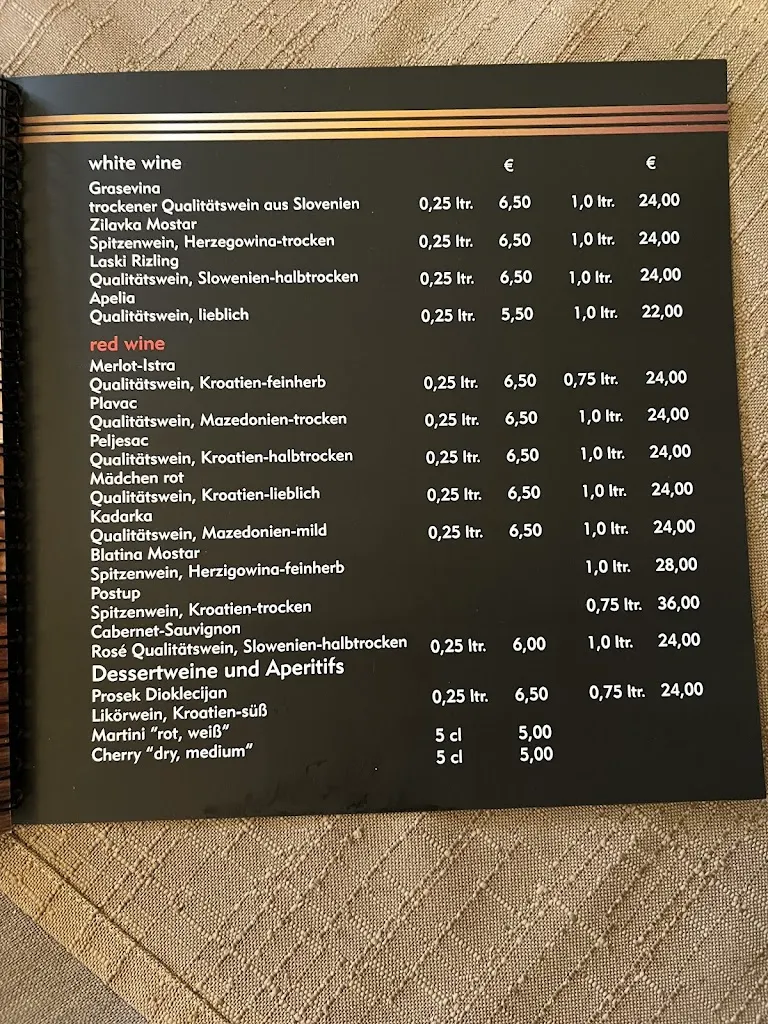 white wine € €
Grasevina
trockener Qualitätswein aus Slovenien 0,25 ltr. 6,50 1,0 ltr. 24,00
Zilavka Mostar
Spitzenwein, Herzegowina-trocken 0,25 ltr. 6,50 1,0 ltr. 24,00
Laski Rizling
Qualitätswein, Slowenien-halbtrocken 0,25 ltr. 6,50 1,0 ltr. 24,00
Apelia
Qualitätswein, lieblich 0,25 ltr. 5,50 1,0 ltr. 22,00
red wine
Merlot-Istra
Qualitätswein, Kroatien-feinherb 0,25 ltr. 6,50 0,75 ltr. 24,00
Plavac
Qualitätswein, Mazedonien-trocken 0,25 ltr. 6,50 1,0 ltr. 24,00
Peljesac
Qualitätswein, Kroatien-halbtrocken 0,25 ltr. 6,50 1,0 ltr. 24,00
Mädchen rot
Qualitätswein, Kroatien-lieblich 0,25 ltr. 6,50 1,0 ltr. 24,00
Kadarka
Qualitätswein, Mazedonien-mild 0,25 ltr. 6,50 1,0 ltr. 24,00
Blatina Mostar
Spitzenwein, Herzigowina-feinherb 1,0 ltr. 28,00
Postup
Spitzenwein, Kroatien-trocken 0,75 ltr. 36,00
Cabernet-Sauvignon
Rosé Qualitätswein, Slowenien-halbtrocken 0,25 ltr. 6,00 1,0 ltr. 24,00
Dessertweine und Aperitifs
Prosek Dioklecijan 0,25 ltr. 6,50 0,75 ltr. 24,00
Likörwein, Kroatien-süß
Martini "rot, weiß" 5 cl 5,00
Cherry "dry, medium" 5 cl 5,00